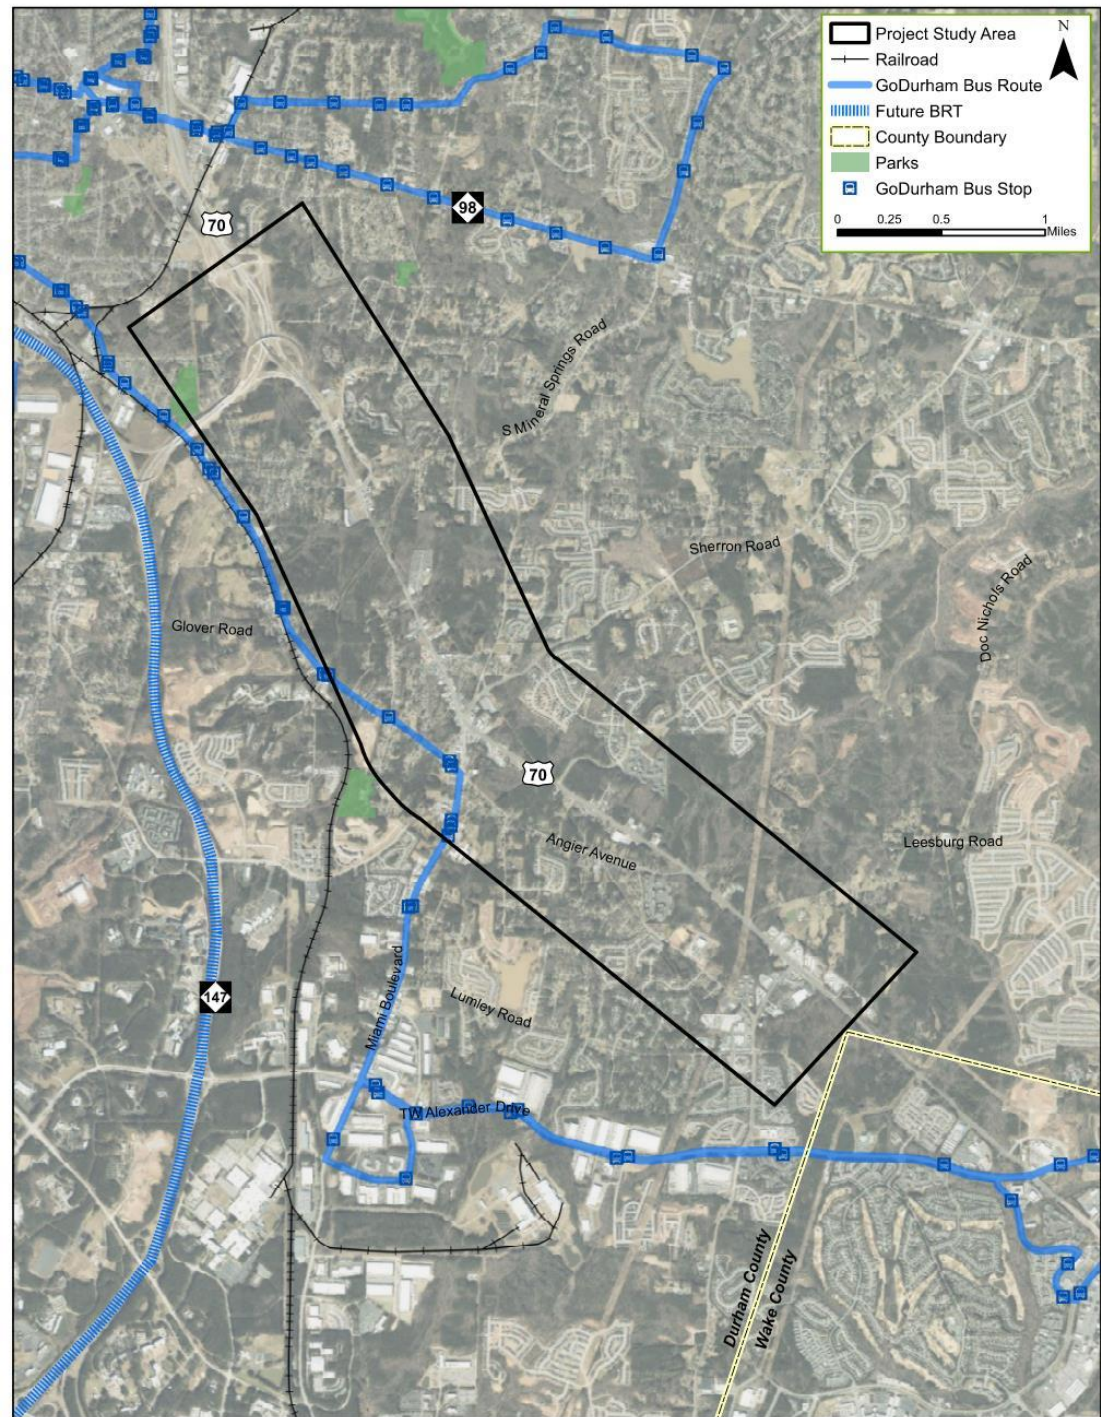 Project Study Area
N
Railroad
GoDurham Bus Route
Future BRT
County Boundary
Parks
GoDurham Bus Stop
0 0.25 0.5 1
Miles
98
70
S Mineral Springs Road
Sherron Road
Doc Nichols Road
Glover Road
70
Angier Avenue
Leesburg Road
Miami Boulevard
147
Lumley Road
TW Alexander Drive
Durham County
Wake County